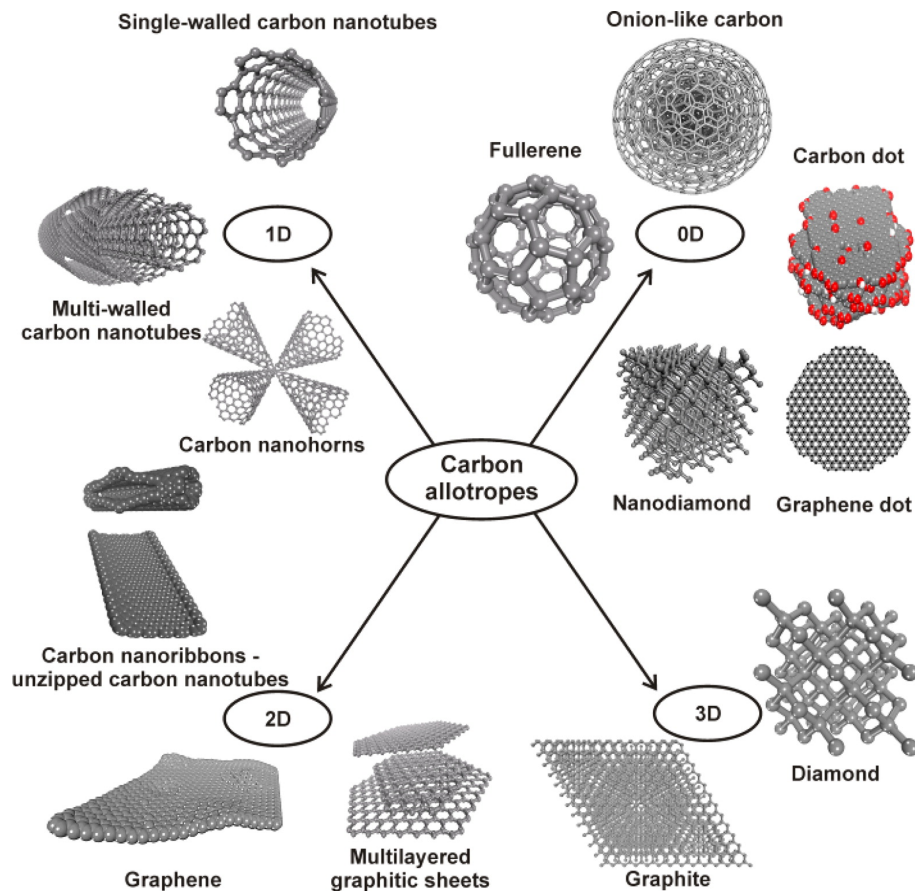 Single-walled carbon nanotubes
Onion-like carbon
Fullerene
Carbon dot
1D
0D
Multi-walled
carbon nanotubes
Carbon nanohorns
Carbon
allotropes
Nanodiamond
Graphene dot
Carbon nanoribbons -
unzipped carbon nanotubes
2D
3D
Diamond
Graphene
Multilayered
graphitic sheets
Graphite